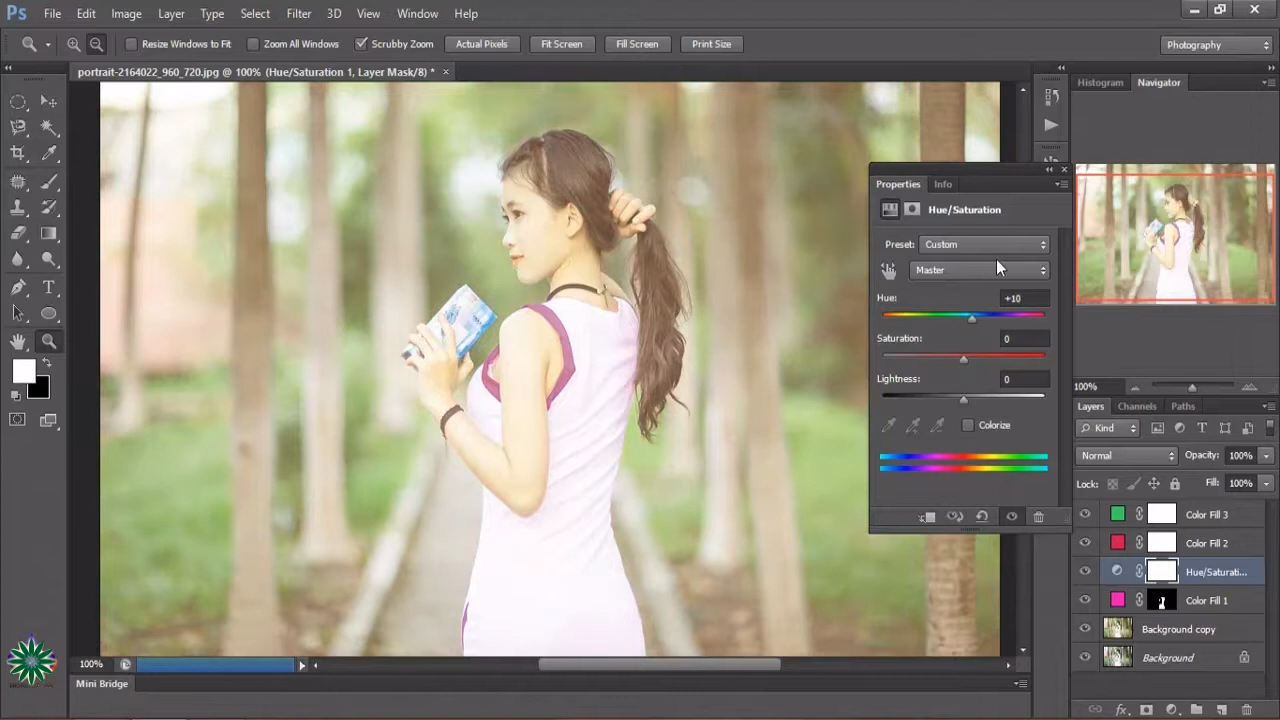 Ps File Edit Image Layer Type Select Filter 3D View Window Help
Resize Windows to Fit Zoom All Windows Scrubby Zoom Actual Pixels Fit Screen Fill Screen Print Size Photography
portrait-2164022_960_720.jpg @ 100% (Hue/Saturation 1, Layer Mask/8) * ×
Histogram Navigator
Properties Info
Hue/Saturation
Preset: Custom
Master
Hue: +10
Saturation: 0
Lightness: 0
Colorize
100%
Layers Channels Paths
Kind
Normal Opacity: 100%
Lock: Fill: 100%
Color Fill 3
Color Fill 2
Hue/Saturati...
Color Fill 1
Background copy
Background
100%
Mini Bridge